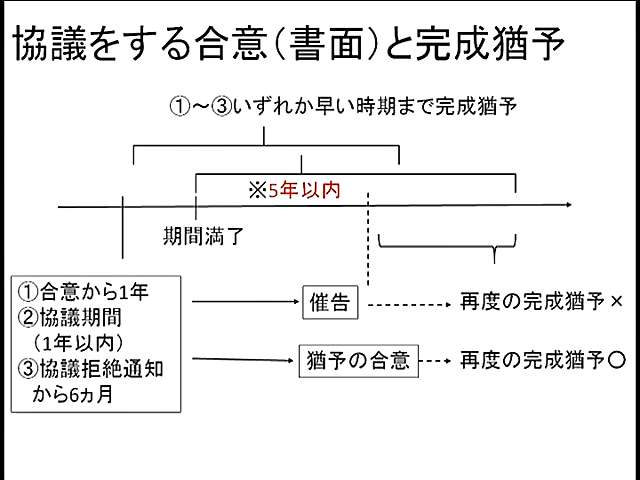 協議をする合意（書面）と完成猶予
①～③いずれか早い時期まで完成猶予
※5年以内
期間満了
①合意から1年
②協議期間
（1年以内）
③協議拒絶通知
から6ヵ月
催告
再度の完成猶予×
猶予の合意
再度の完成猶予〇